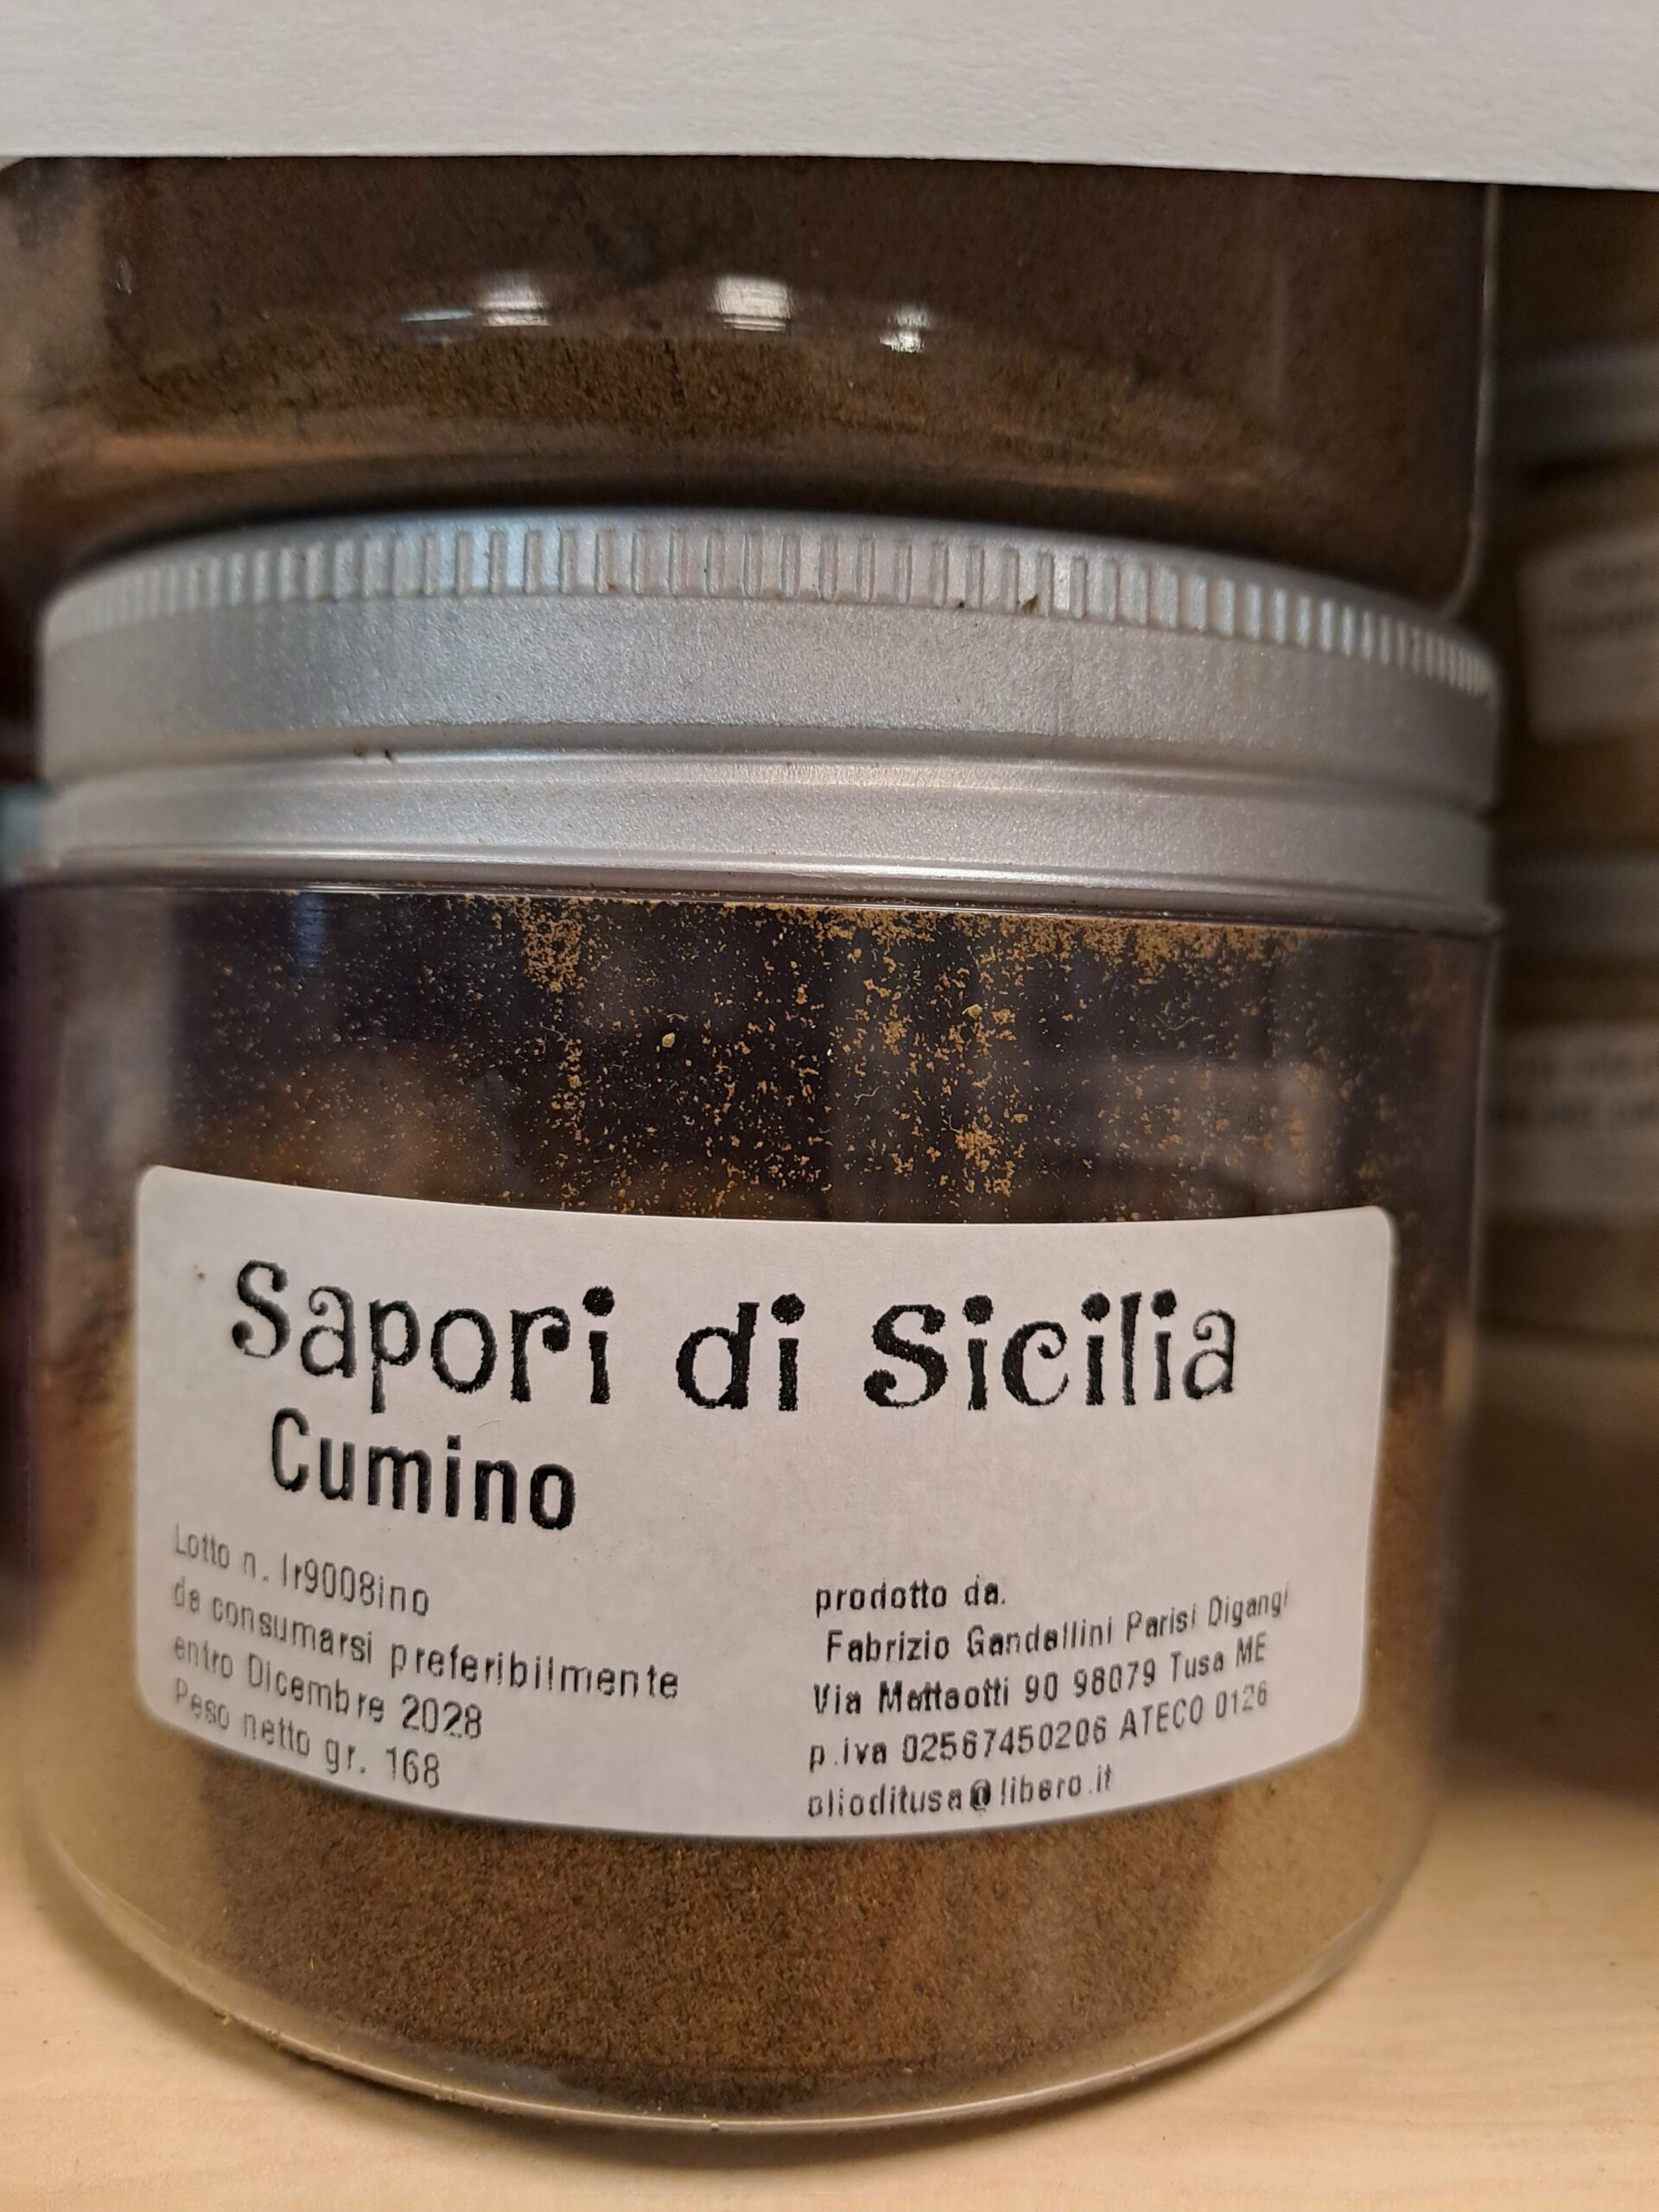 Sapori di Sicilia
Cumino
Lotto n. lr9008ino
da consumarsi preferibilmente
entro Dicembre 2028
Peso netto gr. 168
prodotto da.
Fabrizio Gandellini Parisi Digangi
Via Matteotti 90 98079 Tusa ME
p.iva 02567450206 ATECO 0126
olioditusa@libero.it